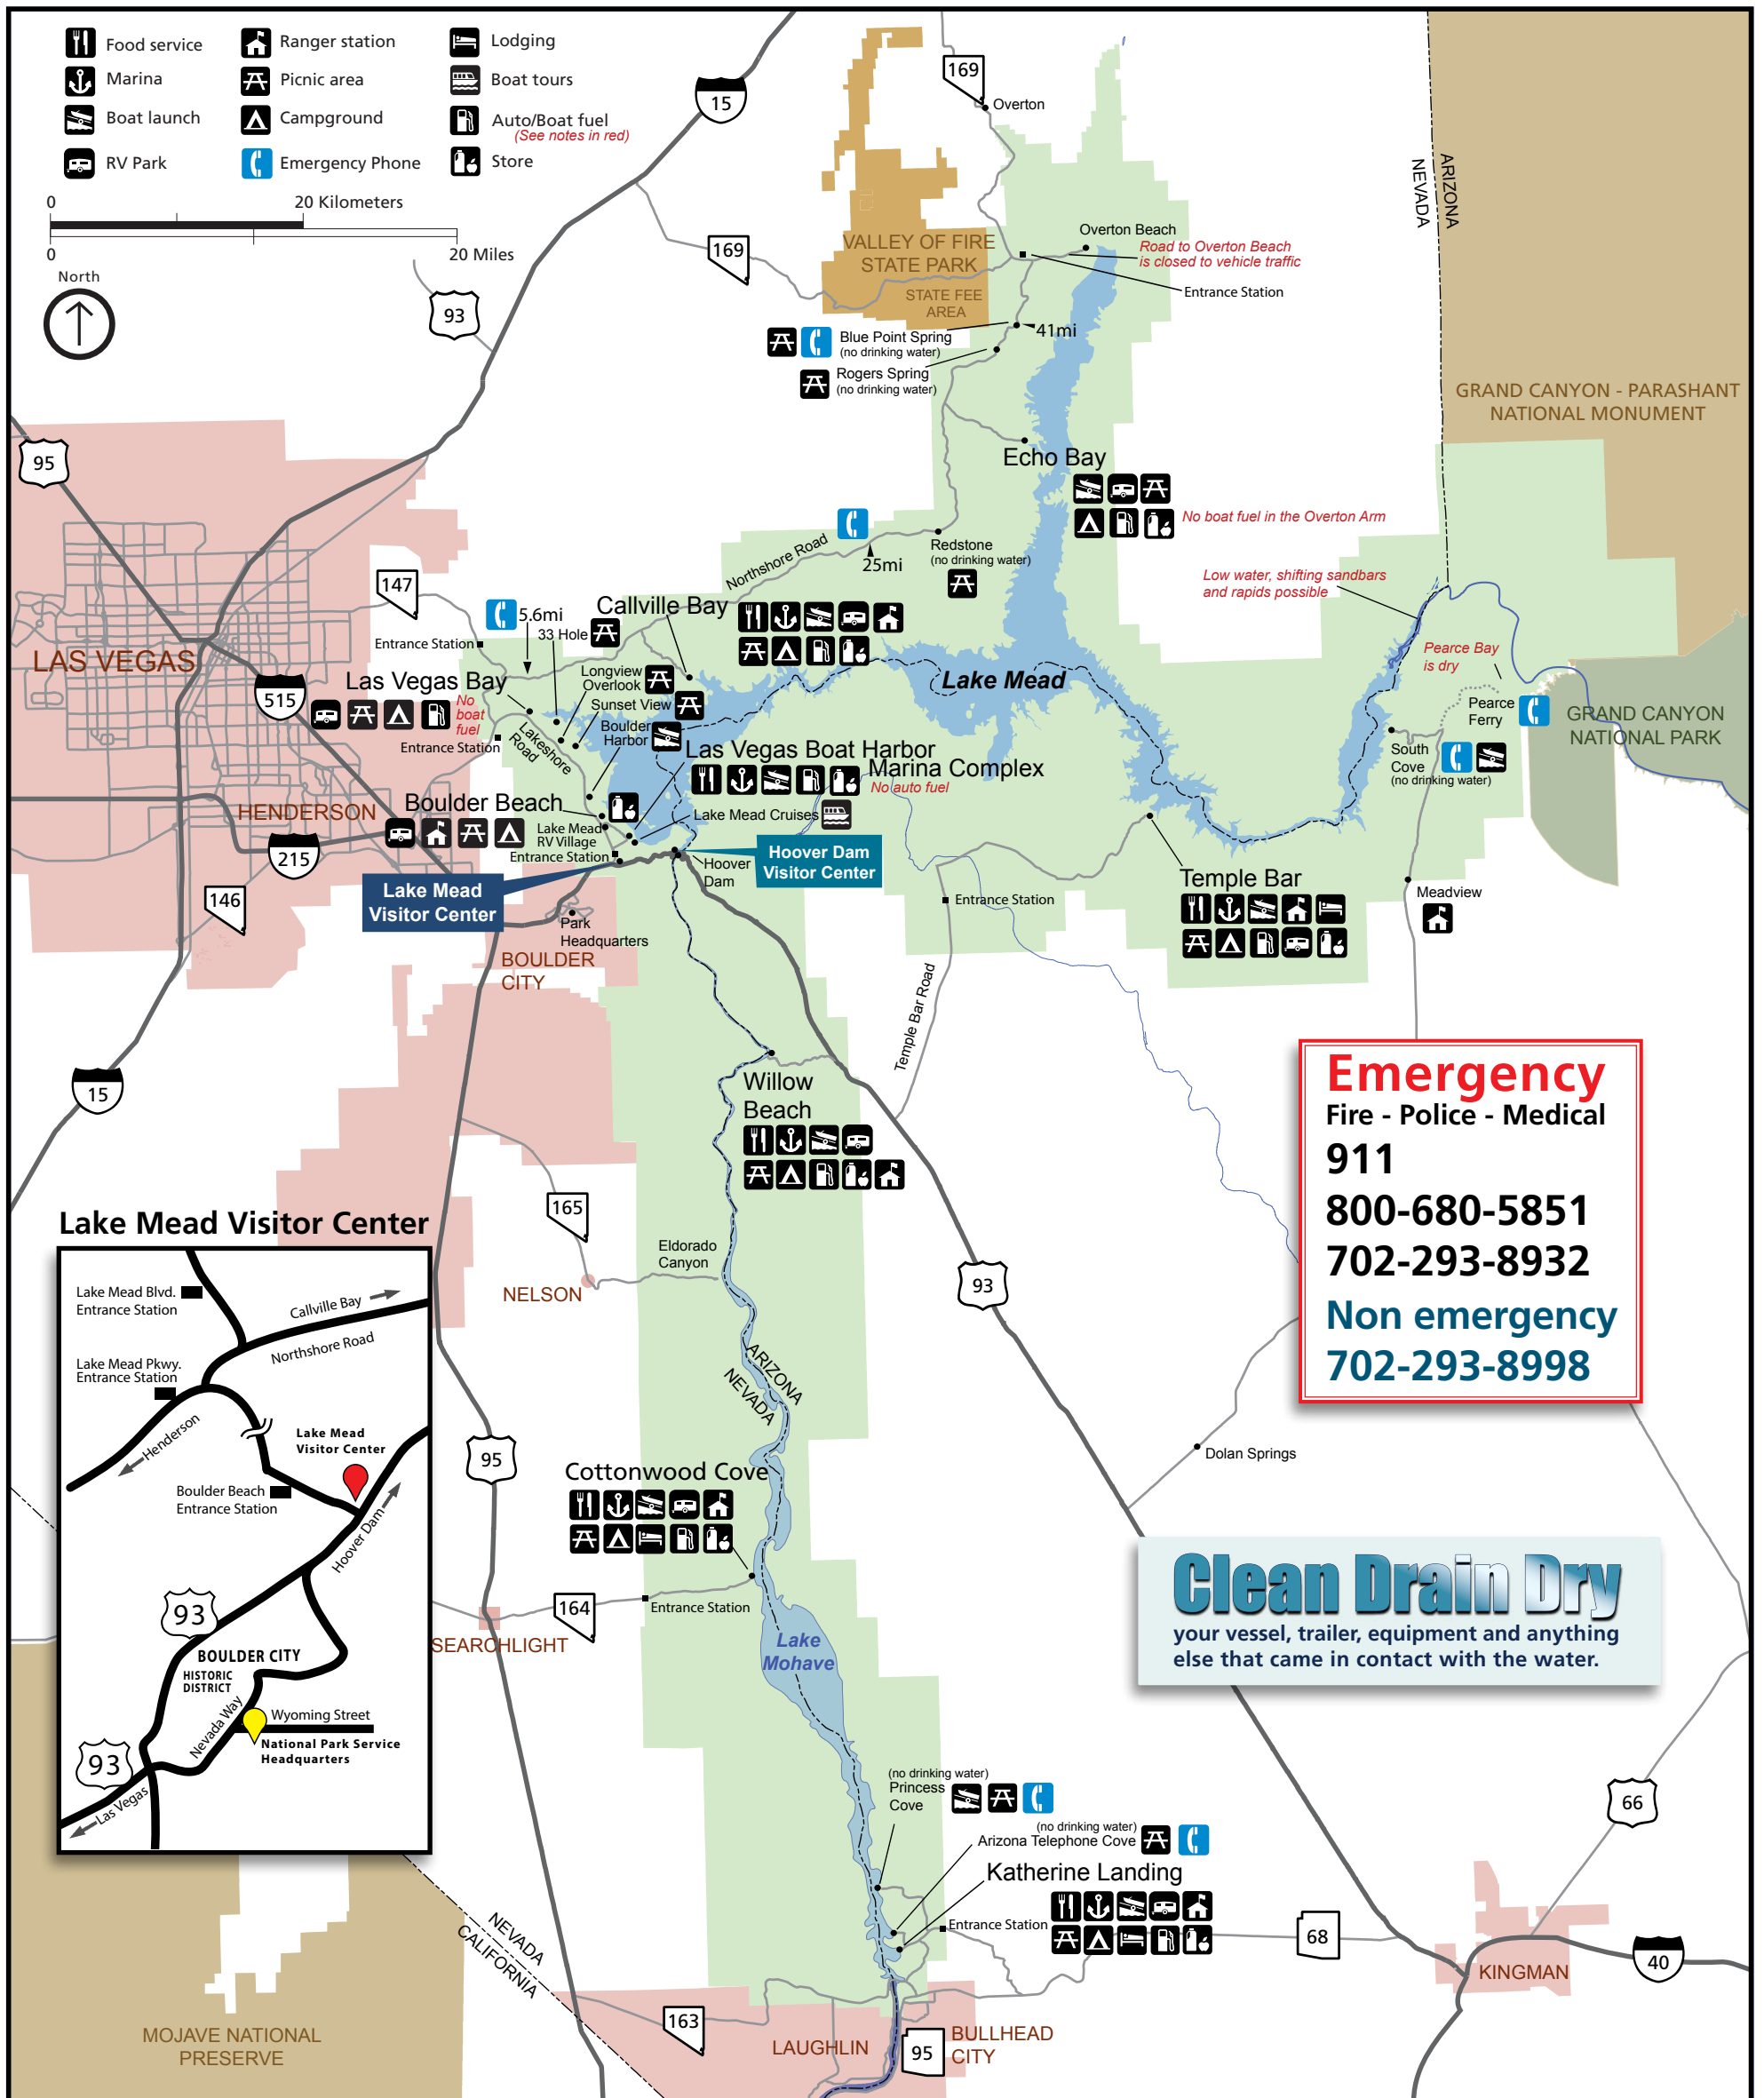 Food service
Marina
Boat launch
RV Park
Ranger station
Picnic area
Campground
Emergency Phone
Lodging
Boat tours
Auto/Boat fuel
(See notes in red)
Store
0
20 Kilometers
0
20 Miles
North
15
93
169
169
Overton
VALLEY OF FIRE
STATE PARK
STATE FEE
AREA
Overton Beach
Road to Overton Beach
is closed to vehicle traffic
Entrance Station
NEVADA
ARIZONA
Blue Point Spring
(no drinking water)
41mi
Rogers Spring
(no drinking water)
GRAND CANYON - PARASHANT
NATIONAL MONUMENT
95
Echo Bay
No boat fuel in the Overton Arm
Northshore Road
25mi
Redstone
(no drinking water)
Low water, shifting sandbars
and rapids possible
147
5.6mi
Callville Bay
33 Hole
Entrance Station
LAS VEGAS
515
Las Vegas Bay
No
boat
fuel
Entrance Station
Longview
Overlook
Sunset View
Boulder
Harbor
Lakeshore
Road
Lake Mead
Pearce Bay
is dry
Pearce
Ferry
GRAND CANYON
NATIONAL PARK
South
Cove
(no drinking water)
Las Vegas Boat Harbor
Marina Complex
No auto fuel
HENDERSON
Boulder Beach
Lake Mead
RV Village
Entrance Station
Lake Mead Cruises
215
146
Hoover
Dam
Hoover Dam
Visitor Center
Lake Mead
Visitor Center
Park
Headquarters
BOULDER
CITY
Entrance Station
Temple Bar
Meadview
Temple Bar Road
15
Willow
Beach
Emergency
Fire - Police - Medical
911
800-680-5851
702-293-8932
Non emergency
702-293-8998
165
Eldorado
Canyon
NELSON
93
ARIZONA
NEVADA
Lake Mead Visitor Center
Lake Mead Blvd.
Entrance Station
Callville Bay
Northshore Road
Lake Mead Pkwy.
Entrance Station
Henderson
Lake Mead
Visitor Center
Boulder Beach
Entrance Station
Hoover Dam
93
BOULDER CITY
HISTORIC
DISTRICT
Nevada Way
Wyoming Street
National Park Service
Headquarters
93
Las Vegas
95
Cottonwood Cove
Dolan Springs
164
Entrance Station
SEARCHLIGHT
Lake
Mohave
Clean Drain Dry
your vessel, trailer, equipment and anything
else that came in contact with the water.
(no drinking water)
Princess
Cove
(no drinking water)
Arizona Telephone Cove
Katherine Landing
Entrance Station
66
68
KINGMAN
40
NEVADA
CALIFORNIA
MOJAVE NATIONAL
PRESERVE
163
LAUGHLIN
95
BULLHEAD
CITY